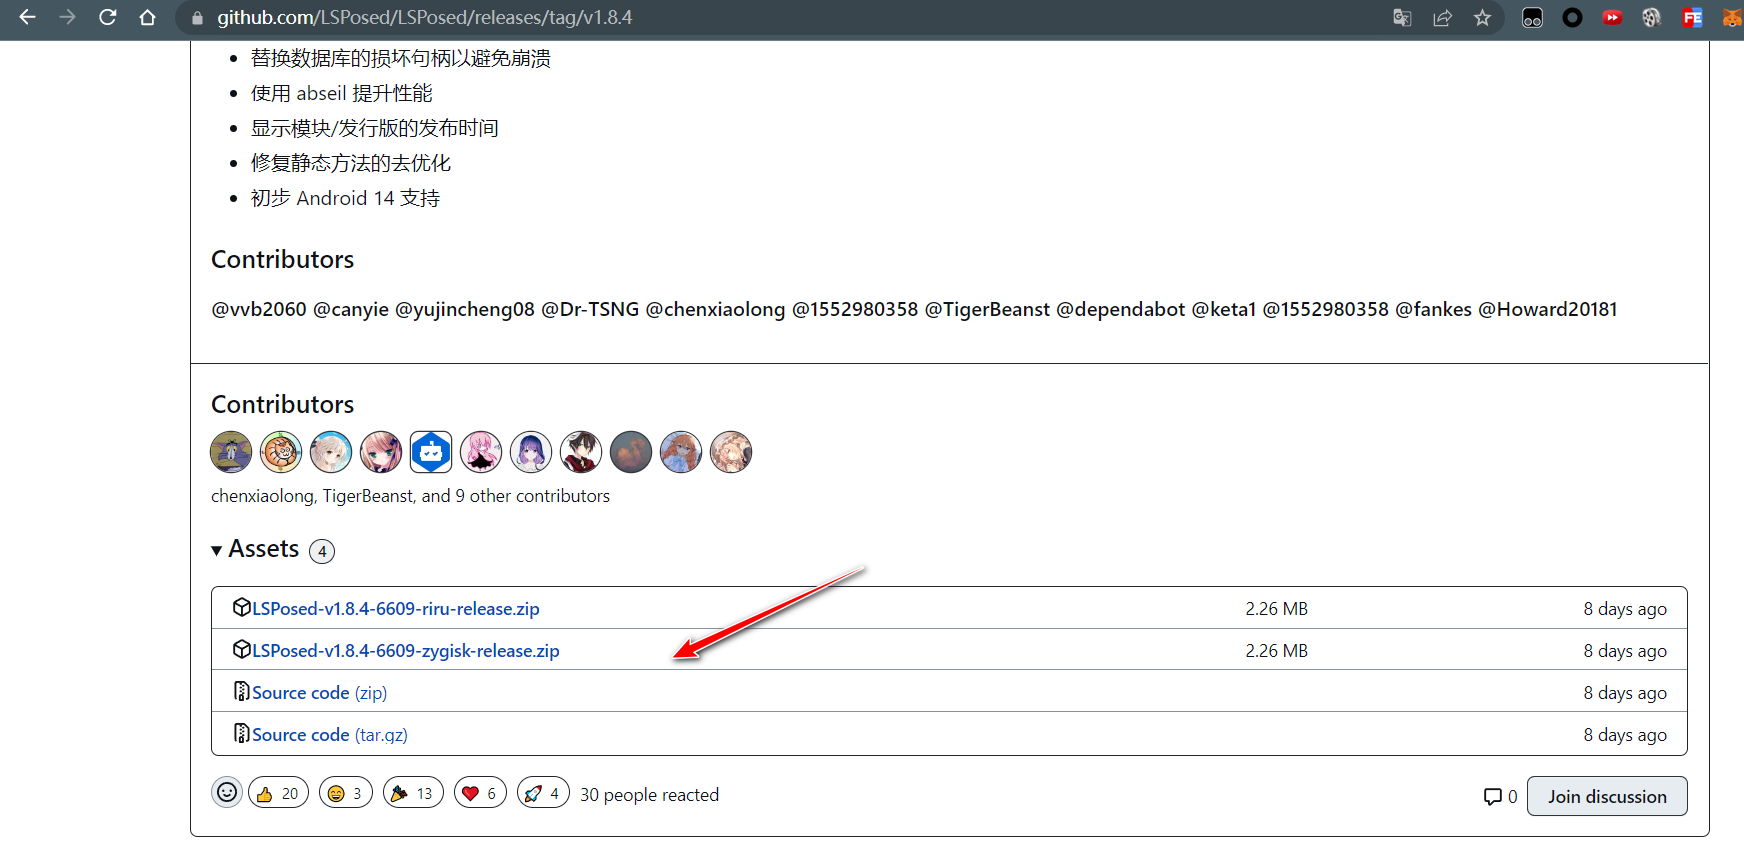 github.com/LSPosed/LSPosed/releases/tag/v1.8.4
FE
替换数据库的损坏句柄以避免崩溃
使用 abseil 提升性能
显示模块/发行版的发布时间
修复静态方法的去优化
初步 Android 14 支持
Contributors
@vvb2060 @canyie @yujincheng08 @Dr-TSNG @chenxiaolong @1552980358 @TigerBeanst @dependabot @keta1 @1552980358 @fankes @Howard20181
Contributors
chenxiaolong, TigerBeanst, and 9 other contributors
Assets 4
LSPosed-v1.8.4-6609-riru-release.zip 2.26 MB 8 days ago
LSPosed-v1.8.4-6609-zygisk-release.zip 2.26 MB 8 days ago
Source code (zip) 8 days ago
Source code (tar.gz) 8 days ago
20 3 13 6 4 30 people reacted 0 Join discussion